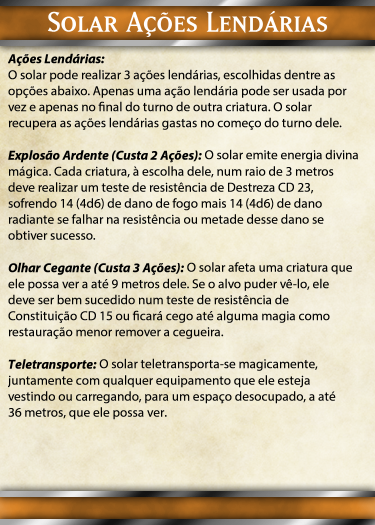 Solar Ações Lendárias
Ações Lendárias:
O solar pode realizar 3 ações lendárias, escolhidas dentre as
opções abaixo. Apenas uma ação lendária pode ser usada por
vez e apenas no final do turno de outra criatura. O solar
recupera as ações lendárias gastas no começo do turno dele.
Explosão Ardente (Custa 2 Ações): O solar emite energia divina
mágica. Cada criatura, à escolha dele, num raio de 3 metros
deve realizar um teste de resistência de Destreza CD 23,
sofrendo 14 (4d6) de dano de fogo mais 14 (4d6) de dano
radiante se falhar na resistência ou metade desse dano se
obtiver sucesso.
Olhar Cegante (Custa 3 Ações): O solar afeta uma criatura que
ele possa ver a até 9 metros dele. Se o alvo puder vê-lo, ele
deve ser bem sucedido num teste de resistência de
Constituição CD 15 ou ficará cego até alguma magia como
restauração menor remover a cegueira.
Teletransporte: O solar teletransporta-se magicamente,
juntamente com qualquer equipamento que ele esteja
vestindo ou carregando, para um espaço desocupado, a até
36 metros, que ele possa ver.